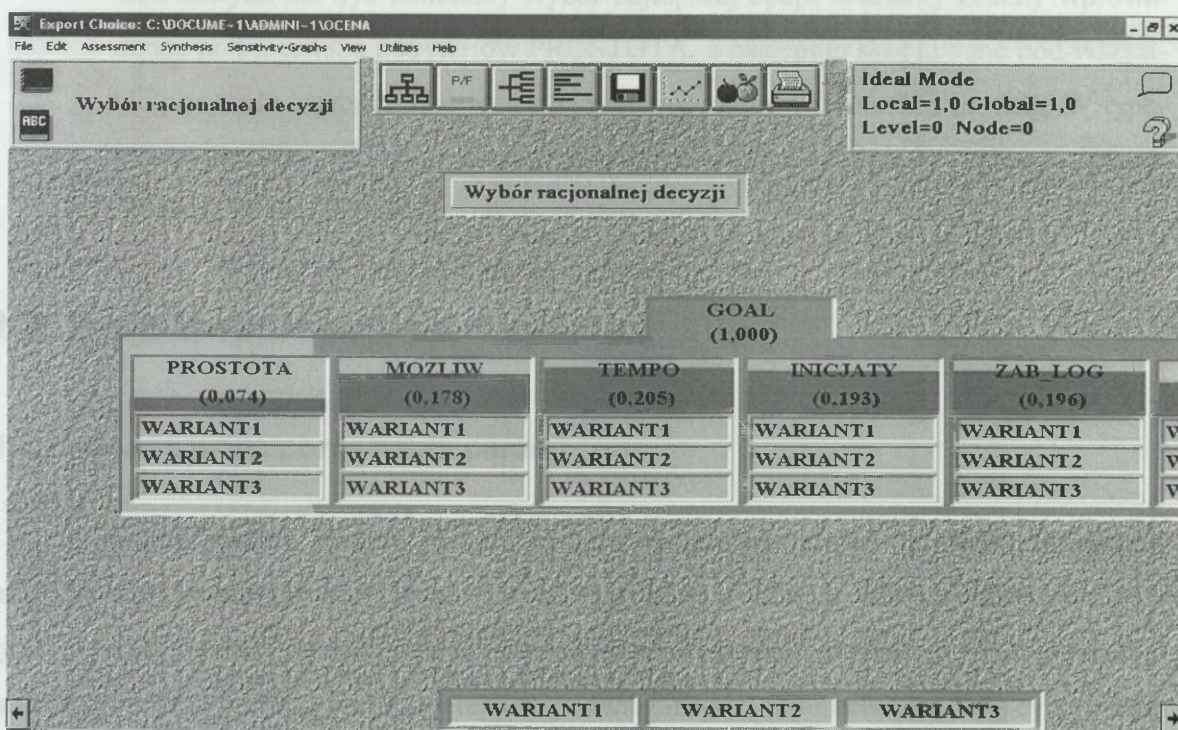 Expert Choice: C:\DOCUME~1\ADMINI~1\OCENA
File Edit Assessment Synthesis Sensitivity-Graphs View Utilities Help
ABC
Wybór racjonalnej decyzji
P/F
Ideal Mode
Local=1,0 Global=1,0
Level=0 Node=0
Wybór racjonalnej decyzji
GOAL
(1,000)
PROSTOTA MOZLIW TEMPO INICJATY ZAB_LOG
(0,074) (0,178) (0,205) (0,193) (0,196)
WARIANT1 WARIANT1 WARIANT1 WARIANT1 WARIANT1
WARIANT2 WARIANT2 WARIANT2 WARIANT2 WARIANT2
WARIANT3 WARIANT3 WARIANT3 WARIANT3 WARIANT3
WARIANT1 WARIANT2 WARIANT3